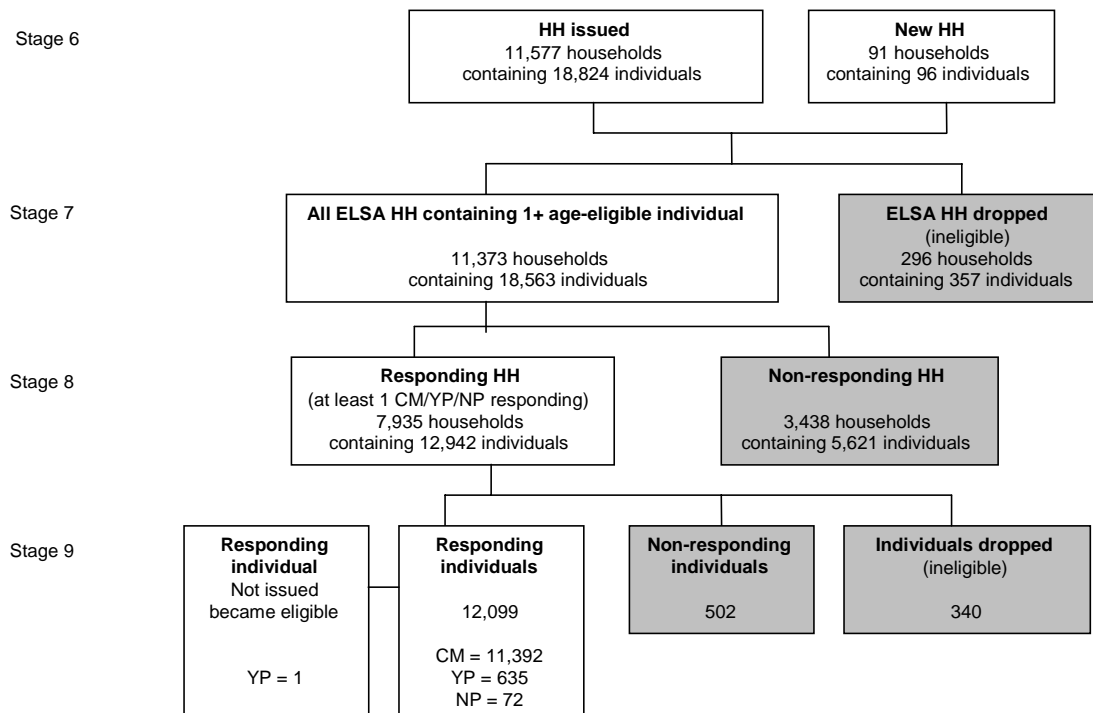 Stage 6
HH issued
11,577 households
containing 18,824 individuals
New HH
91 households
containing 96 individuals
Stage 7
All ELSA HH containing 1+ age-eligible individual
11,373 households
containing 18,563 individuals
ELSA HH dropped
(ineligible)
296 households
containing 357 individuals
Stage 8
Responding HH
(at least 1 CM/YP/NP responding)
7,935 households
containing 12,942 individuals
Non-responding HH
3,438 households
containing 5,621 individuals
Stage 9
Responding
individual
Not issued
became eligible
YP = 1
Responding
individuals
12,099
CM = 11,392
YP = 635
NP = 72
Non-responding
individuals
502
Individuals dropped
(ineligible)
340